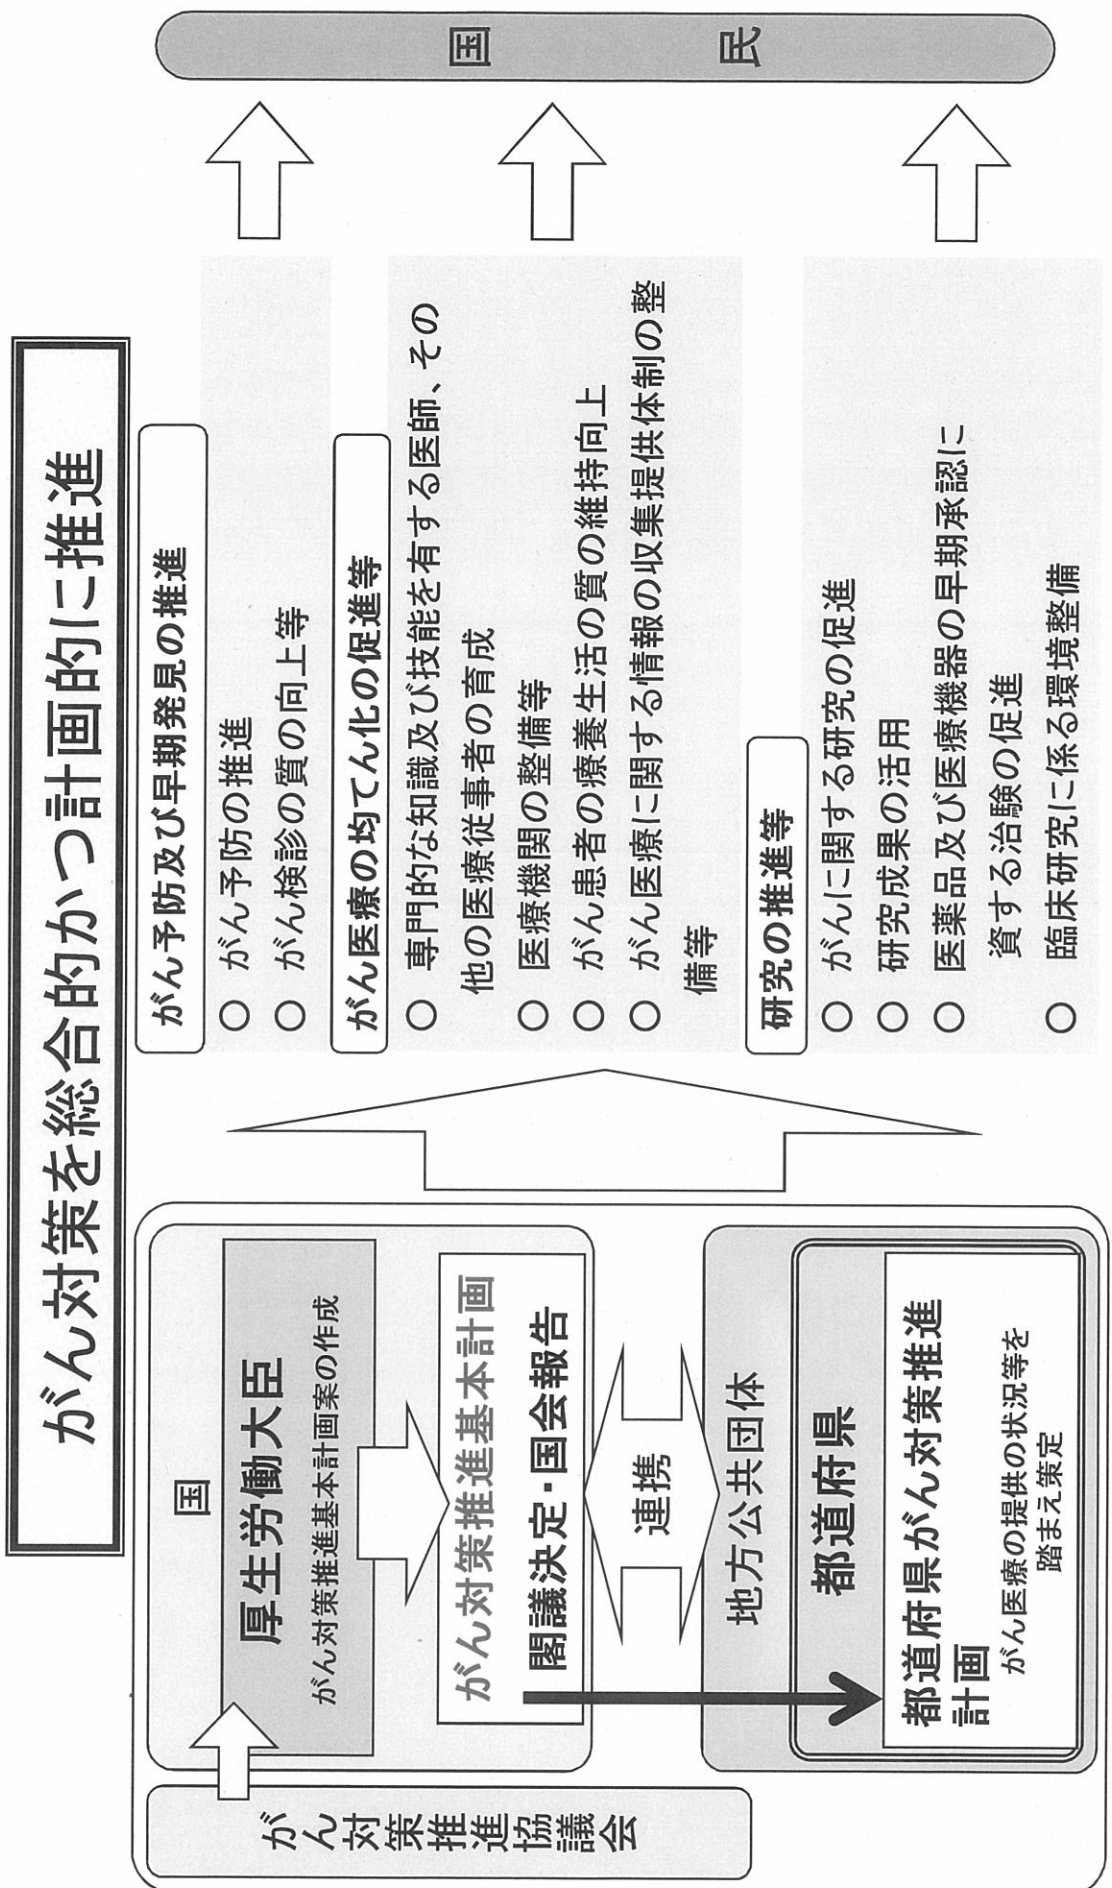 がん対策を総合的かつ計画的に推進
がん対策推進協議会
国
厚生労働大臣
がん対策推進基本計画案の作成
がん対策推進基本計画
閣議決定・国会報告
連携
地方公共団体
都道府県
都道府県がん対策推進
計画
がん医療の提供の状況等を
踏まえ策定
がん予防及び早期発見の推進
○ がん予防の推進
○ がん検診の質の向上等
がん医療の均てん化の促進等
○ 専門的な知識及び技能を有する医師、その
他の医療従事者の育成
○ 医療機関の整備等
○ がん患者の療養生活の質の維持向上
○ がん医療に関する情報の収集提供体制の整
備等
研究の推進等
○ がんに関する研究の促進
○ 研究成果の活用
○ 医薬品及び医療機器の早期承認に
資する治験の促進
○ 臨床研究に係る環境整備
国民